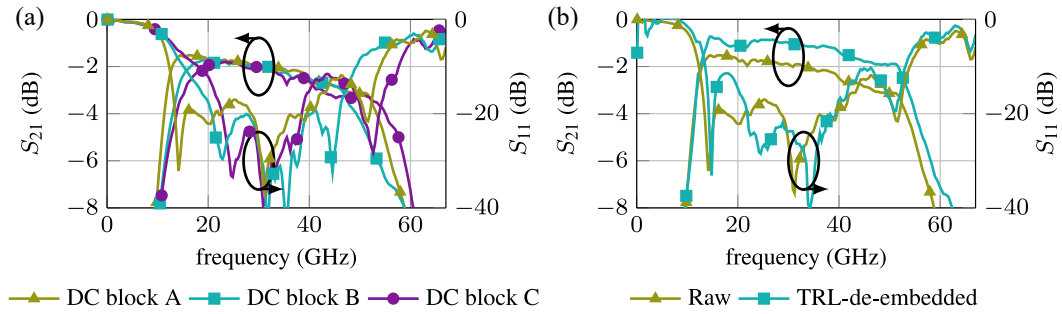 (a)
0
−2
−4
−6
−8
S21 (dB)
0
−20
−40
S11 (dB)
0 20 40 60
frequency (GHz)
DC block A DC block B DC block C
(b)
0
−2
−4
−6
−8
S21 (dB)
0
−20
−40
S11 (dB)
0 20 40 60
frequency (GHz)
Raw TRL-de-embedded